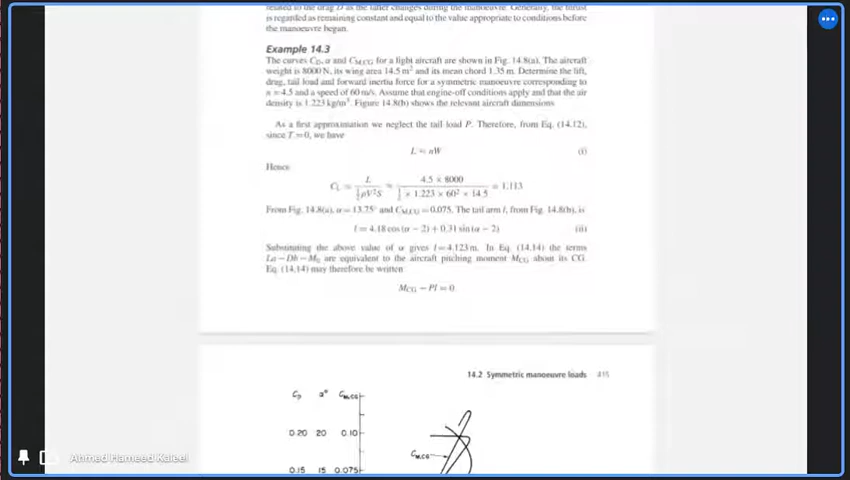 related to the drag D as the latter changes during the manoeuvre. Generally, the thrust
is regarded as remaining constant and equal to the value appropriate to conditions before
the manoeuvre began.
Example 14.3
The curves C_D, α and C_M,CG for a light aircraft are shown in Fig. 14.8(a). The aircraft
weight is 8000 N, its wing area 14.5 m² and its mean chord 1.35 m. Determine the lift,
drag, tail load and forward inertia force for a symmetric manoeuvre corresponding to
n = 4.5 and a speed of 60 m/s. Assume that engine-off conditions apply and that the air
density is 1.223 kg/m³. Figure 14.8(b) shows the relevant aircraft dimensions
As a first approximation we neglect the tail load P. Therefore, from Eq. (14.12),
since T = 0, we have
L ≈ nW (i)
Hence
C_L = L / ½ρV²S ≈ 4.5 × 8000 / ½ × 1.223 × 60² × 14.5 = 1.113
From Fig. 14.8(a), α = 13.75° and C_M,CG = 0.075. The tail arm l, from Fig. 14.8(b), is
l = 4.18 cos(α − 2) + 0.31 sin(α − 2) (ii)
Substituting the above value of α gives l = 4.123 m. In Eq. (14.14) the terms
La − Db − M₀ are equivalent to the aircraft pitching moment M_CG about its CG.
Eq. (14.14) may therefore be written
M_CG − Pl = 0
14.2 Symmetric manoeuvre loads 415
C_D α° C_M,CG
0.20 20 0.10
C_M,CG
0.15 15 0.075
Ahmed Hameed Kaleel